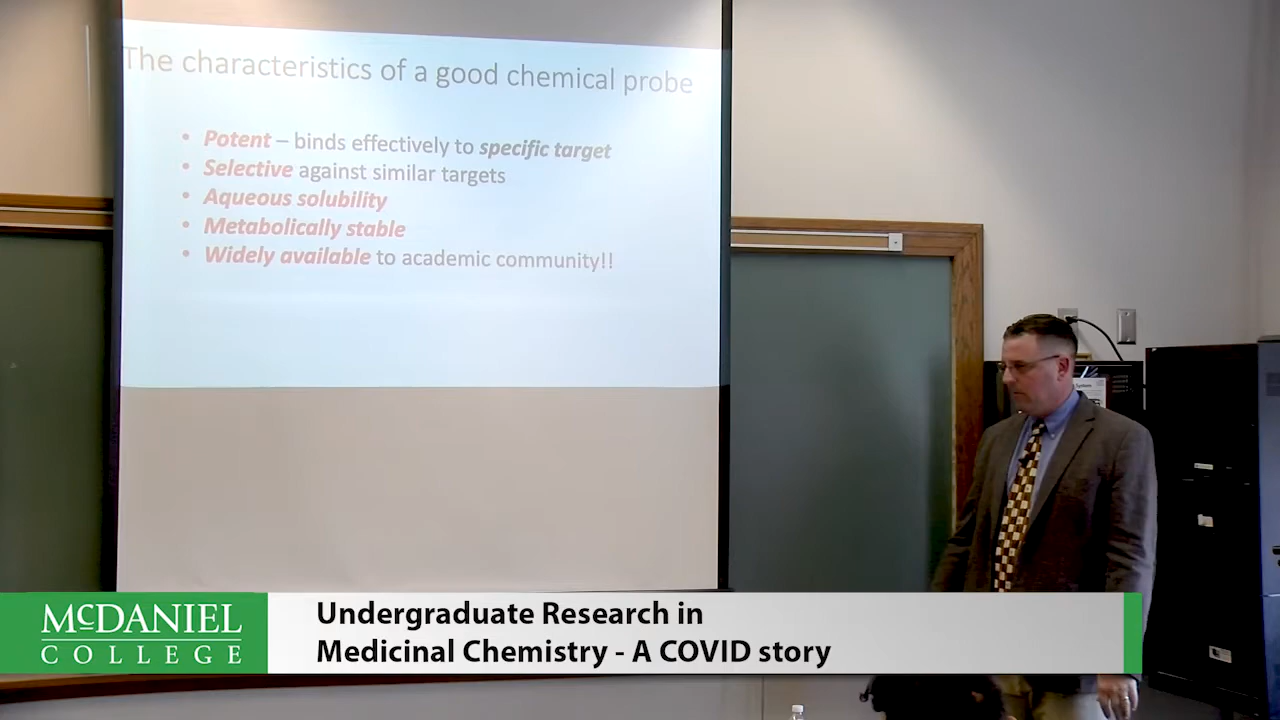 The characteristics of a good chemical probe
• Potent – binds effectively to specific target
• Selective against similar targets
• Aqueous solubility
• Metabolically stable
• Widely available to academic community!!
McDANIEL
COLLEGE
Undergraduate Research in
Medicinal Chemistry - A COVID story